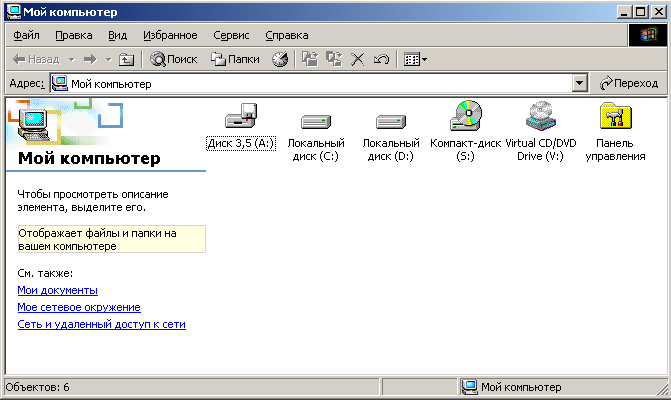 Мой компьютер
Файл Правка Вид Избранное Сервис Справка
Назад Поиск Папки
Адрес: Мой компьютер Переход
Мой компьютер
Чтобы просмотреть описание
элемента, выделите его.
Отображает файлы и папки на
вашем компьютере
См. также:
Мои документы
Мое сетевое окружение
Сеть и удаленный доступ к сети
Диск 3,5 (A:)
Локальный
диск (C:)
Локальный
диск (D:)
Компакт-диск
(S:)
Virtual CD/DVD
Drive (V:)
Панель
управления
Объектов: 6 Мой компьютер